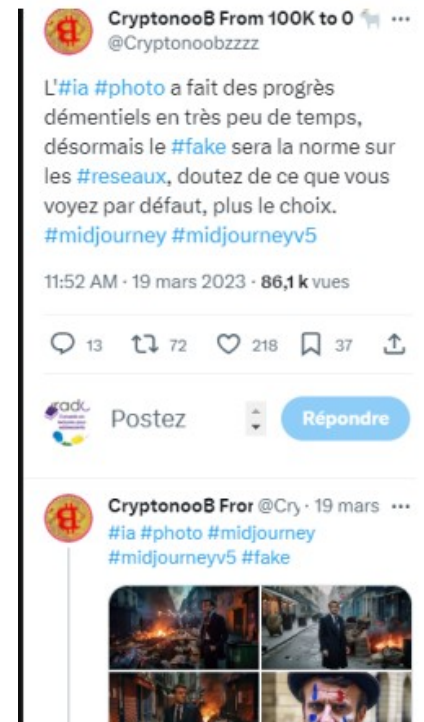 CryptonooB From 100K to 0
@Cryptonoobzzzz
L'#ia #photo a fait des progrès
démentiels en très peu de temps,
désormais le #fake sera la norme sur
les #reseaux, doutez de ce que vous
voyez par défaut, plus le choix.
#midjourney #midjourneyv5
11:52 AM · 19 mars 2023 · 86,1 k vues
13 72 218 37
Postez Répondre
CryptonooB Fror @Cry · 19 mars
#ia #photo #midjourney
#midjourneyv5 #fake